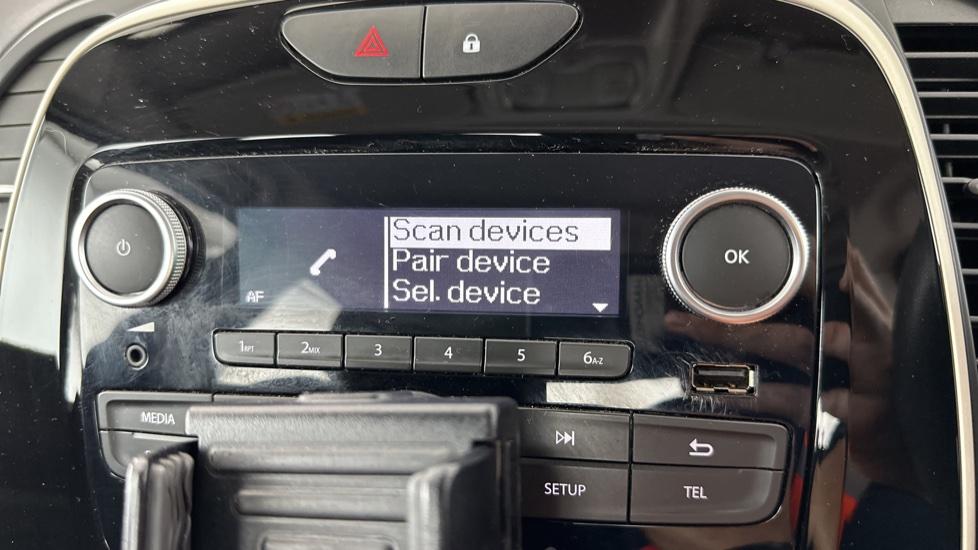 Scan devices
Pair device
Sel. device
AF
OK
1RPT 2MIX 3 4 5 6A-Z
MEDIA
SETUP TEL